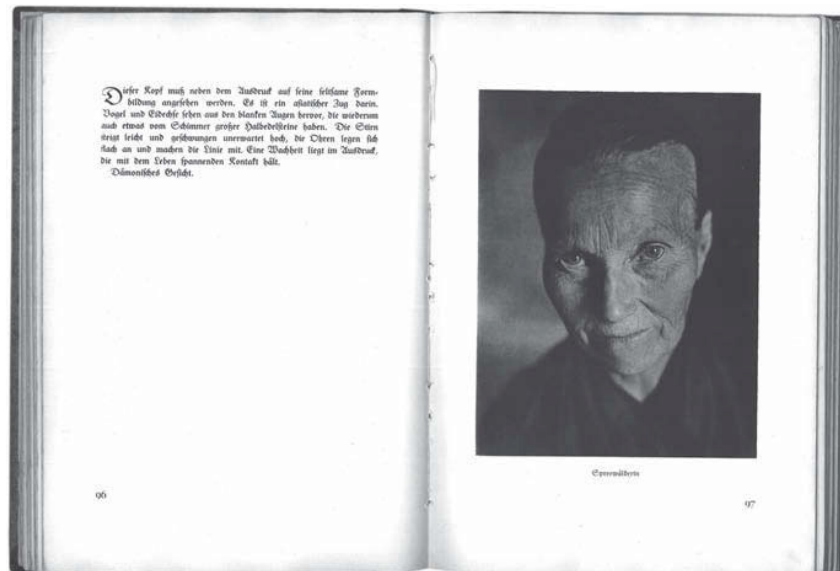 Dieser Kopf muß neben dem Ausdruck auf seine seltsame Form-
bildung angesehen werden. Es ist ein asiatischer Zug darin.
Vogel und Eidechse sehen aus den blanken Augen hervor, die wiederum
auch etwas vom Schimmer großer Halbedelsteine haben. Die Stirn
steigt leicht und geschwungen unerwartet hoch, die Ohren legen sich
flach an und machen die Linie mit. Eine Wachheit liegt im Ausdruck,
die mit dem Leben spannenden Kontakt hält.
Dämonisches Gesicht.
96
Spreewälderin
97